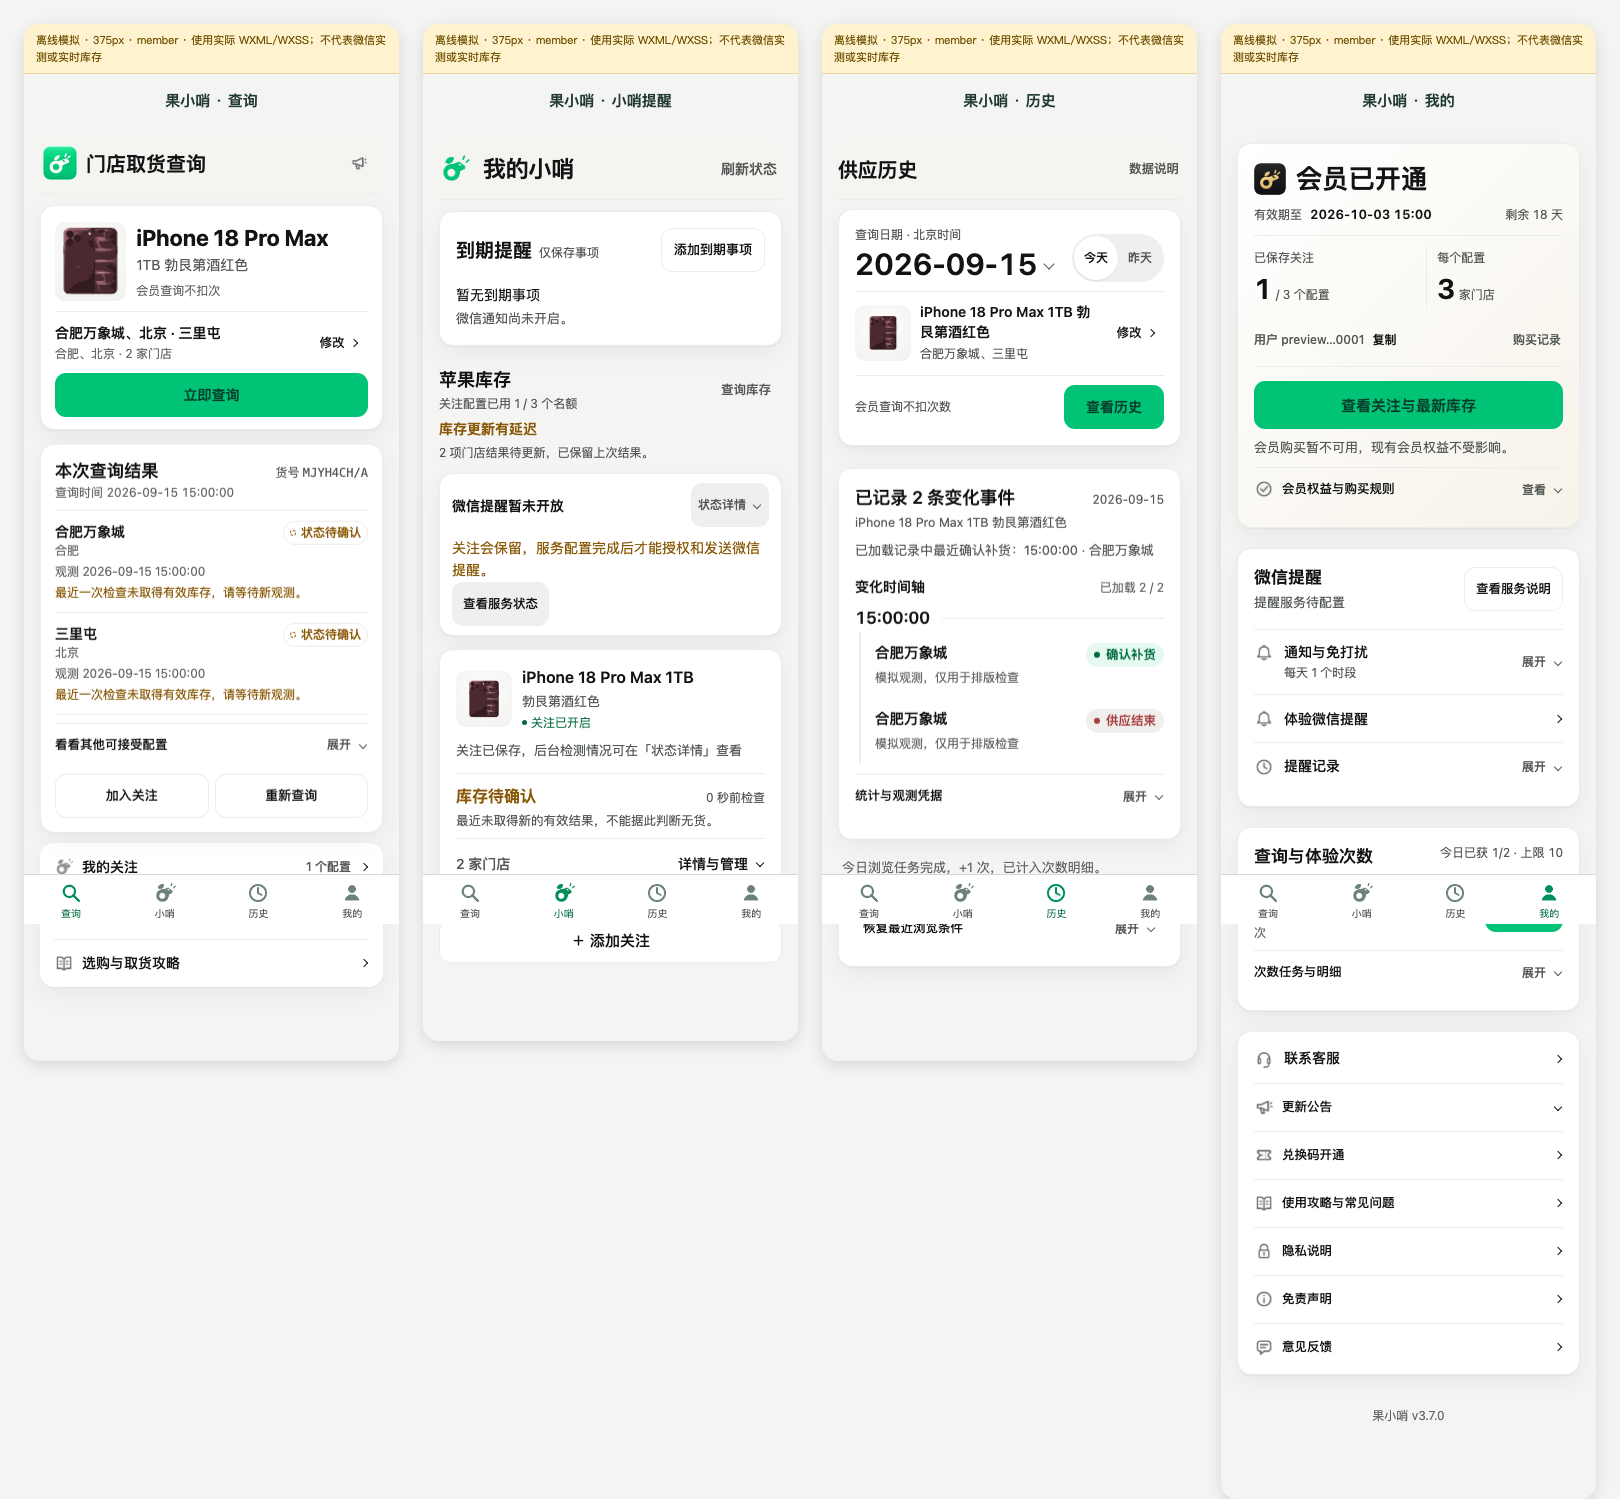 离线模拟 · 375px · member · 使用实际 WXML/WXSS；不代表微信实
测或实时库存
果小哨 · 查询
门店取货查询
iPhone 18 Pro Max
1TB 勃艮第酒红色
会员查询不扣次
合肥万象城、北京 · 三里屯
合肥、北京 · 2 家门店
修改
立即查询
本次查询结果
货号 MJYH4CH/A
查询时间 2026-09-15 15:00:00
合肥万象城
状态待确认
合肥
观测 2026-09-15 15:00:00
最近一次检查未取得有效库存，请等待新观测。
三里屯
状态待确认
北京
观测 2026-09-15 15:00:00
最近一次检查未取得有效库存，请等待新观测。
看看其他可接受配置
展开
加入关注
重新查询
我的关注
1 个配置
查询
小哨
历史
我的
选购与取货攻略
离线模拟 · 375px · member · 使用实际 WXML/WXSS；不代表微信实
测或实时库存
果小哨 · 小哨提醒
我的小哨
刷新状态
到期提醒 仅保存事项
添加到期事项
暂无到期事项
微信通知尚未开启。
苹果库存
关注配置已用 1 / 3 个名额
查询库存
库存更新有延迟
2 项门店结果待更新，已保留上次结果。
微信提醒暂未开放
状态详情
关注会保留，服务配置完成后才能授权和发送微信
提醒。
查看服务状态
iPhone 18 Pro Max 1TB
勃艮第酒红色
关注已开启
关注已保存，后台检测情况可在「状态详情」查看
库存待确认
0 秒前检查
最近未取得新的有效结果，不能据此判断无货。
2 家门店
详情与管理
查询
小哨
历史
我的
＋ 添加关注
离线模拟 · 375px · member · 使用实际 WXML/WXSS；不代表微信实
测或实时库存
果小哨 · 历史
供应历史
数据说明
查询日期 · 北京时间
2026-09-15
今天
昨天
iPhone 18 Pro Max 1TB 勃
艮第酒红色
合肥万象城、三里屯
修改
会员查询不扣次数
查看历史
已记录 2 条变化事件
2026-09-15
iPhone 18 Pro Max 1TB 勃艮第酒红色
已加载记录中最近确认补货：15:00:00 · 合肥万象城
变化时间轴
已加载 2 / 2
15:00:00
合肥万象城
确认补货
模拟观测，仅用于排版检查
合肥万象城
供应结束
模拟观测，仅用于排版检查
统计与观测凭据
展开
今日浏览任务完成，+1 次，已计入次数明细。
查询
小哨
历史
我的
恢复最近浏览条件
展开
离线模拟 · 375px · member · 使用实际 WXML/WXSS；不代表微信实
测或实时库存
果小哨 · 我的
会员已开通
有效期至 2026-10-03 15:00
剩余 18 天
已保存关注
1 / 3 个配置
每个配置
3 家门店
用户 preview…0001 复制
购买记录
查看关注与最新库存
会员购买暂不可用，现有会员权益不受影响。
会员权益与购买规则
查看
微信提醒
提醒服务待配置
查看服务说明
通知与免打扰
每天 1 个时段
展开
体验微信提醒
提醒记录
展开
查询与体验次数
今日已获 1/2 · 上限 10
查询
小哨
历史
我的
次
次数任务与明细
展开
联系客服
更新公告
兑换码开通
使用攻略与常见问题
隐私说明
免责声明
意见反馈
果小哨 v3.7.0